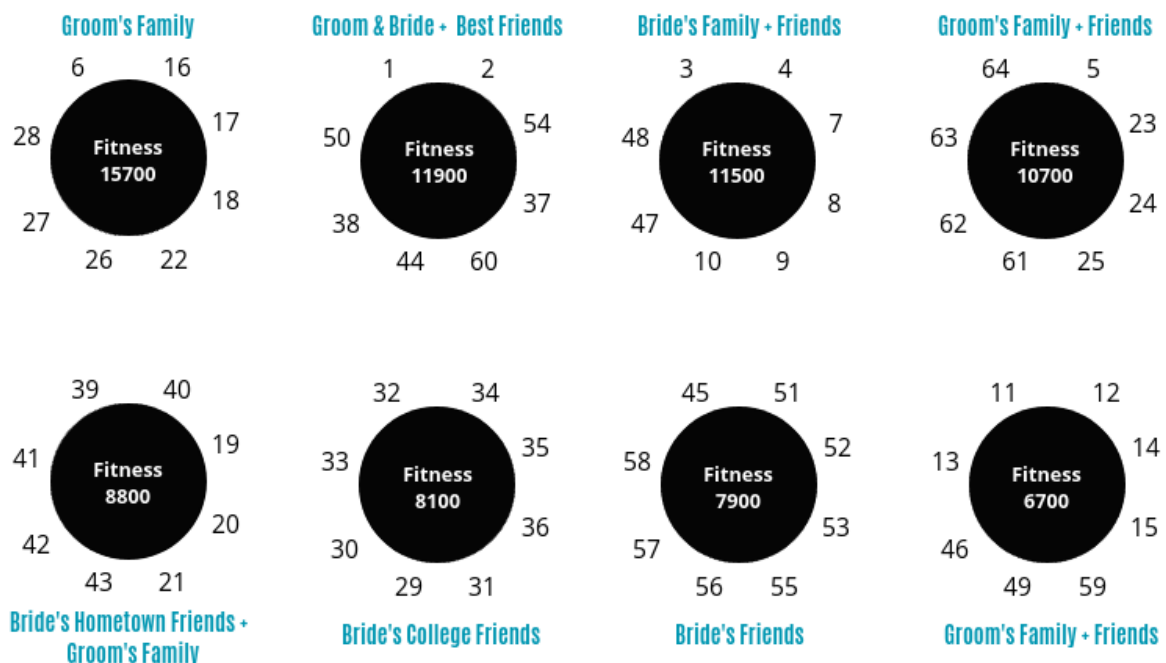 Groom's Family
Groom & Bride + Best Friends
Bride's Family + Friends
Groom's Family + Friends
6 16
1 2
3 4
64 5
28 17
50 54
48 7
63 23
Fitness
15700
Fitness
11900
Fitness
11500
Fitness
10700
27 18
38 37
47 8
62 24
26 22
44 60
10 9
61 25
39 40
32 34
45 51
11 12
41 19
33 35
58 52
13 14
Fitness
8800
Fitness
8100
Fitness
7900
Fitness
6700
42 20
30 36
57 53
46 15
43 21
29 31
56 55
49 59
Bride's Hometown Friends +
Groom's Family
Bride's College Friends
Bride's Friends
Groom's Family + Friends